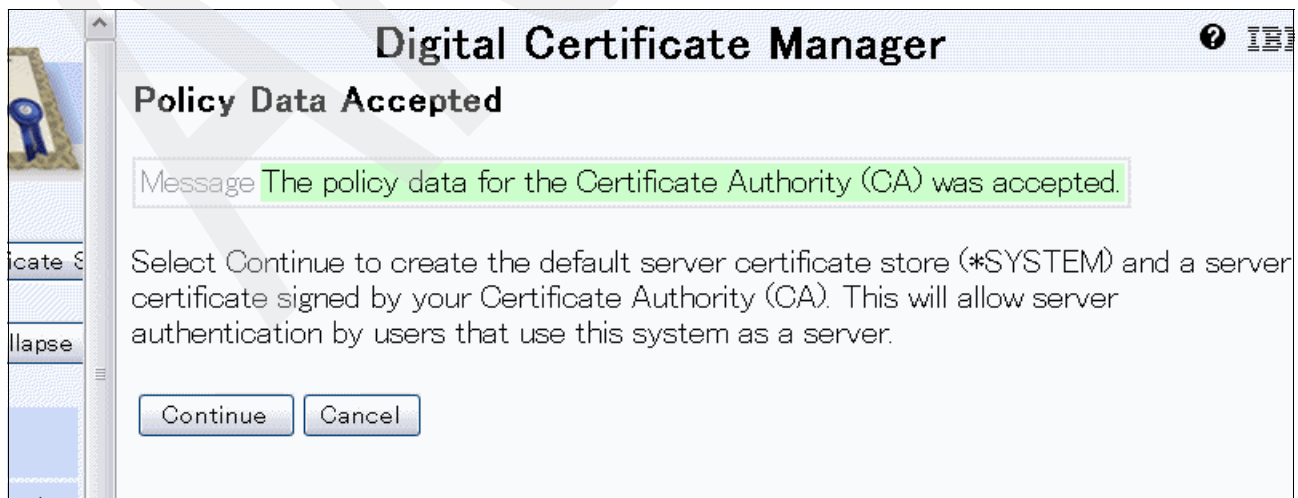 Digital Certificate Manager
Policy Data Accepted
Message The policy data for the Certificate Authority (CA) was accepted.
icate
Select Continue to create the default server certificate store (*SYSTEM) and a server
certificate signed by your Certificate Authority (CA). This will allow server
llapse
authentication by users that use this system as a server.
Continue Cancel